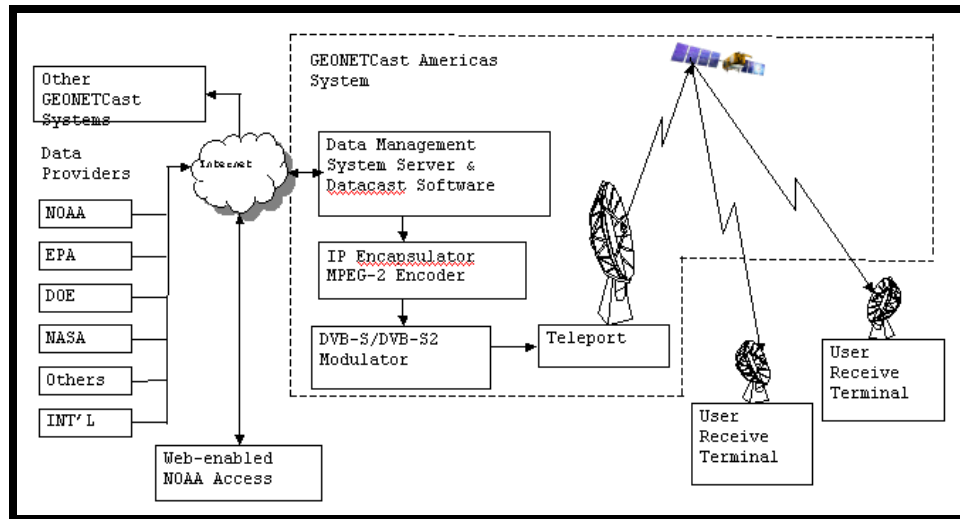 GEONETCast Americas
System
Other
GEONETCast
Systems
Data
Providers
Internet
NOAA
EPA
DOE
NASA
Others
INT'L
Web-enabled
NOAA Access
Data Management
System Server &
Datacast Software
IP Encapsulator
MPEG-2 Encoder
DVB-S/DVB-S2
Modulator
Teleport
User
Receive
Terminal
User
Receive
Terminal